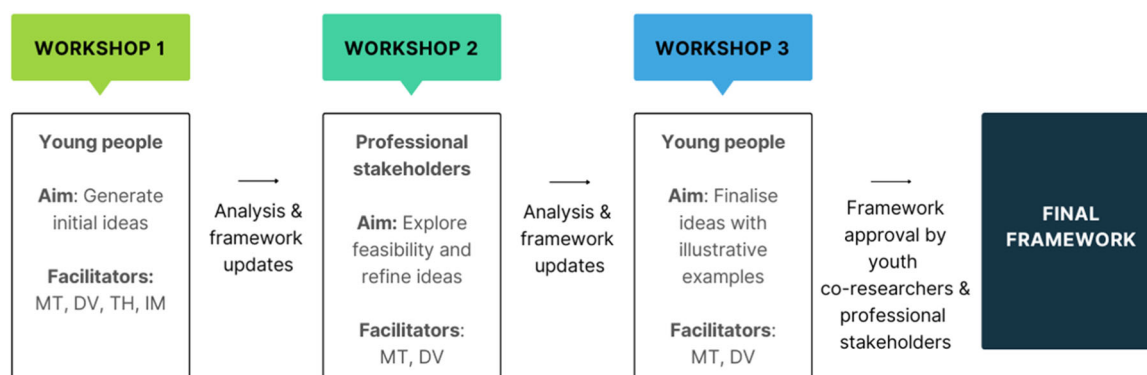 WORKSHOP 1
WORKSHOP 2
WORKSHOP 3
Young people
Aim: Generate
initial ideas
Facilitators:
MT, DV, TH, IM
Analysis &
framework
updates
Professional
stakeholders
Aim: Explore
feasibility and
refine ideas
Facilitators:
MT, DV
Analysis &
framework
updates
Young people
Aim: Finalise
ideas with
illustrative
examples
Facilitators:
MT, DV
Framework
approval by
youth
co-researchers &
professional
stakeholders
FINAL
FRAMEWORK